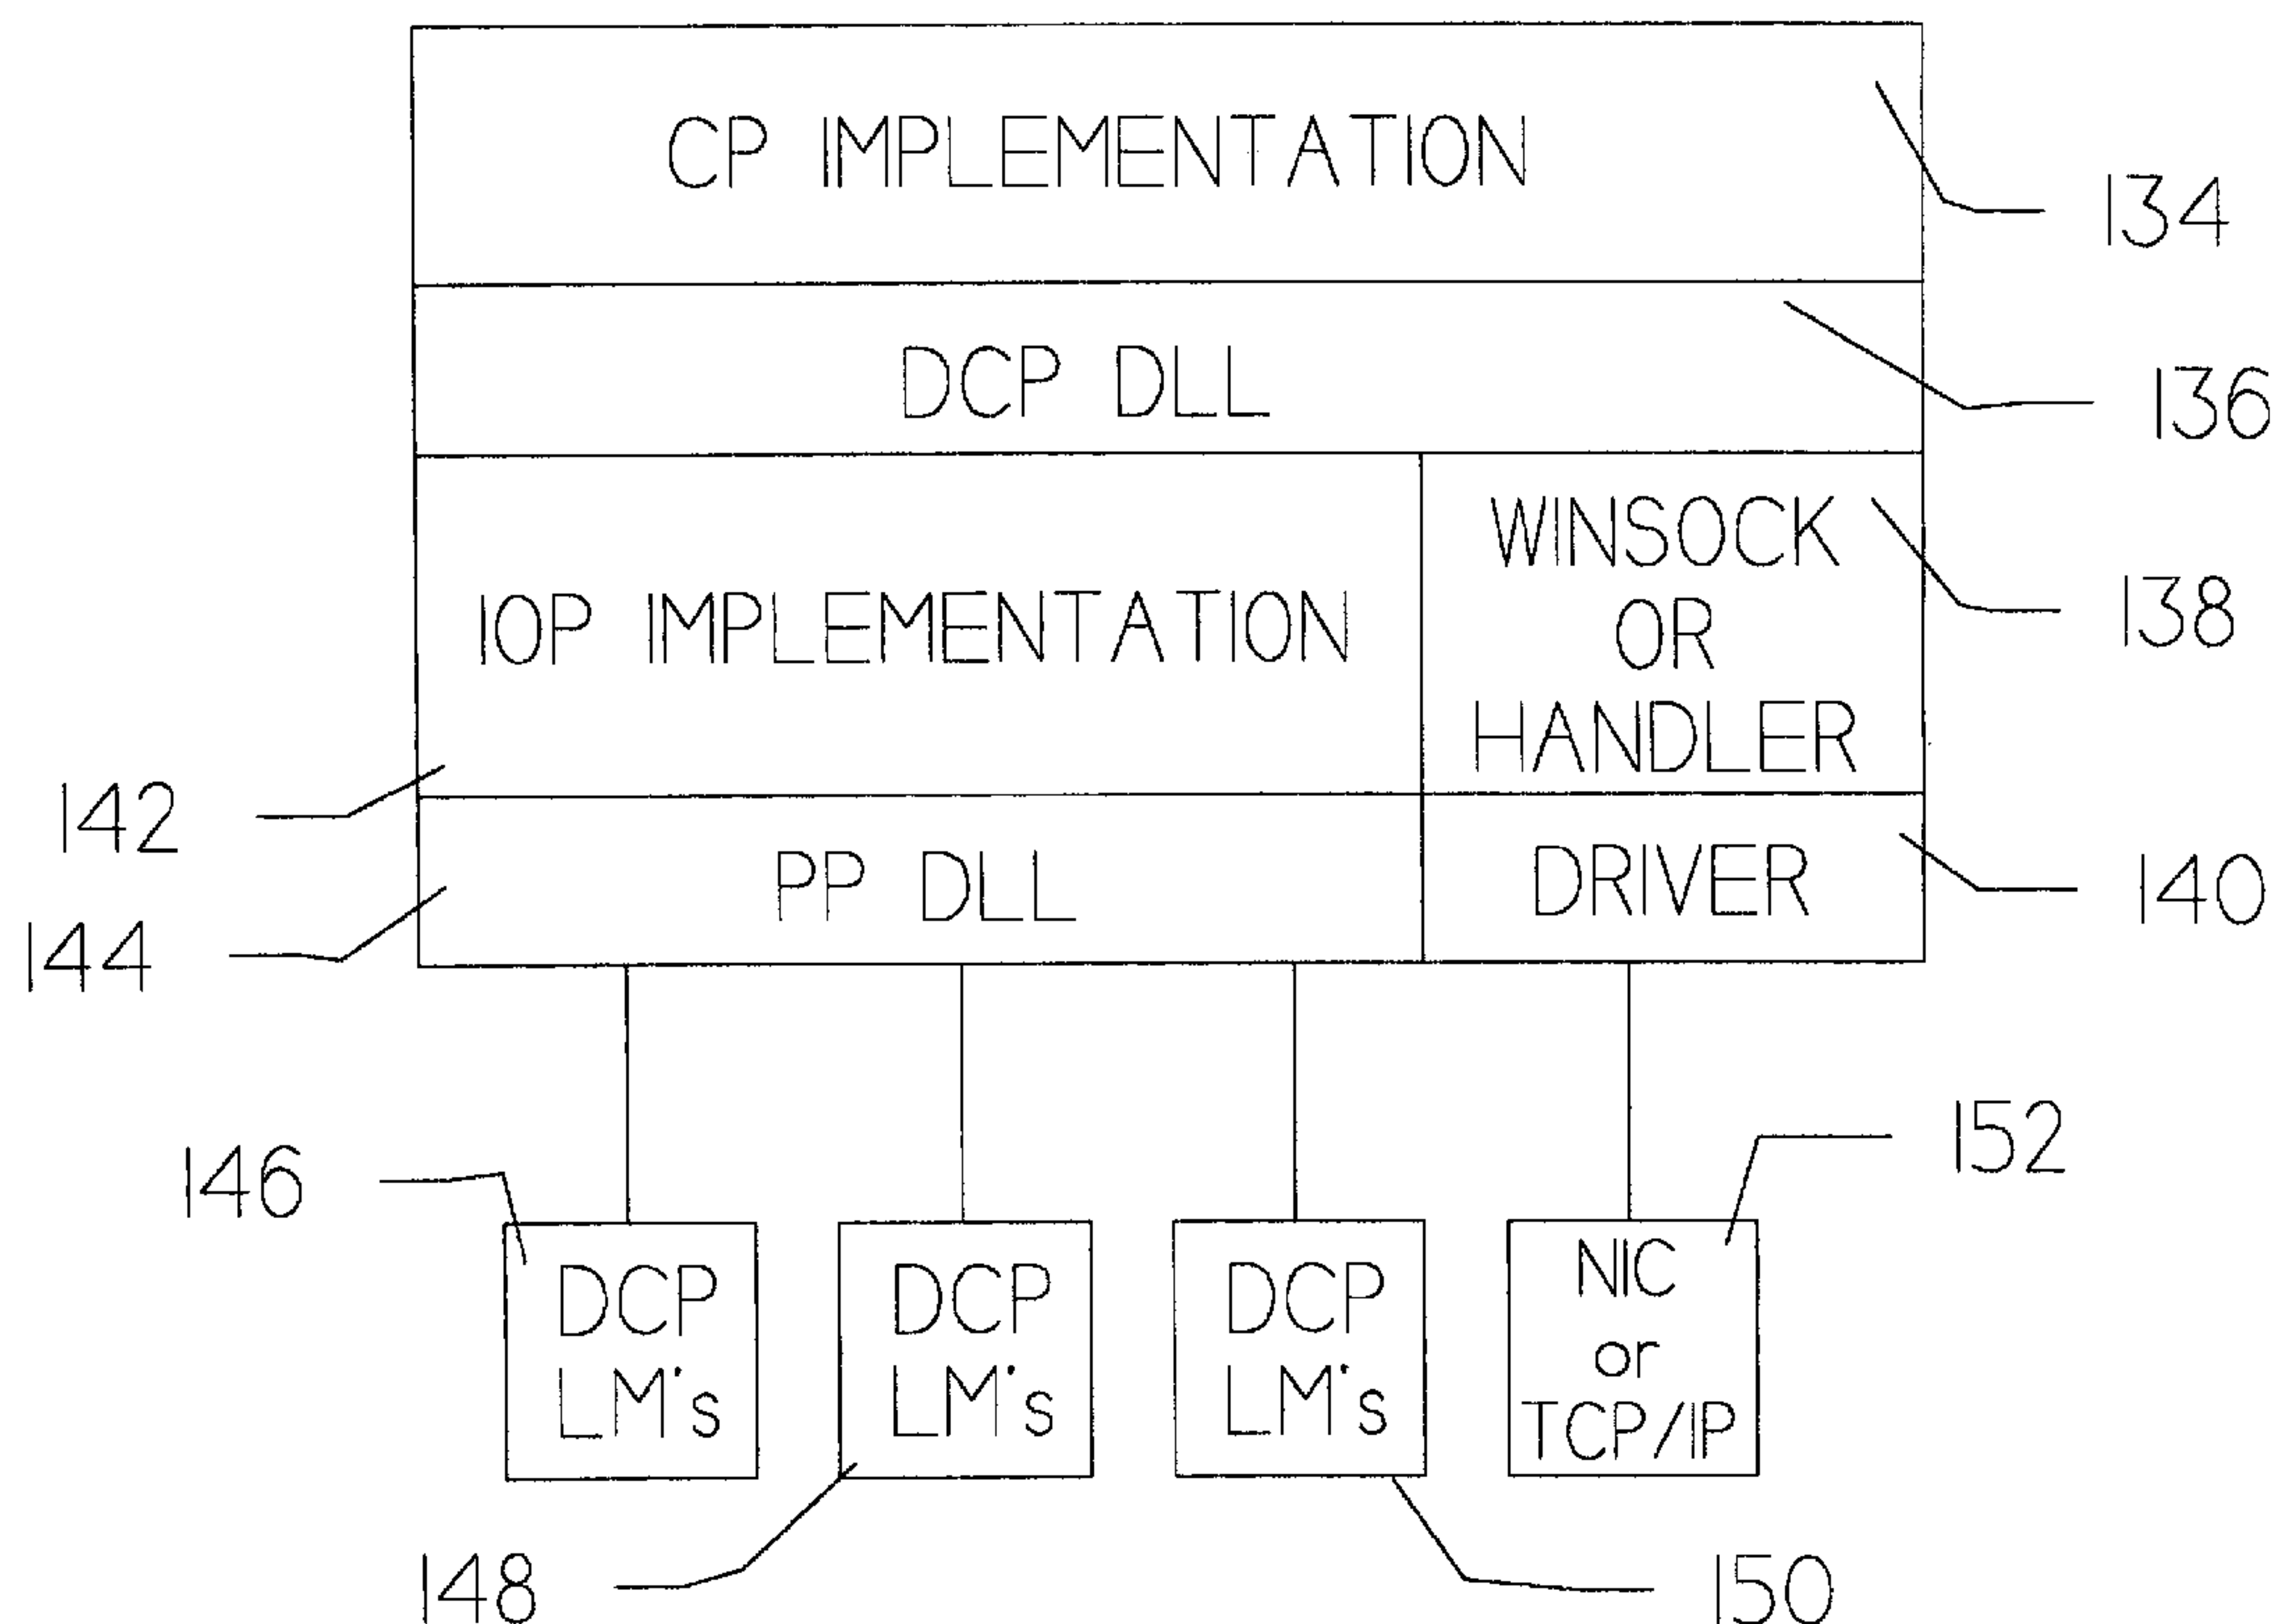 CP IMPLEMENTATION
134
DCP DLL
136
IOP IMPLEMENTATION
WINSOCK
OR
HANDLER
138
142
PP DLL
DRIVER
140
144
146
152
DCP
LM's
DCP
LM's
DCP
LM's
NIC
or
TCP/IP
148
150